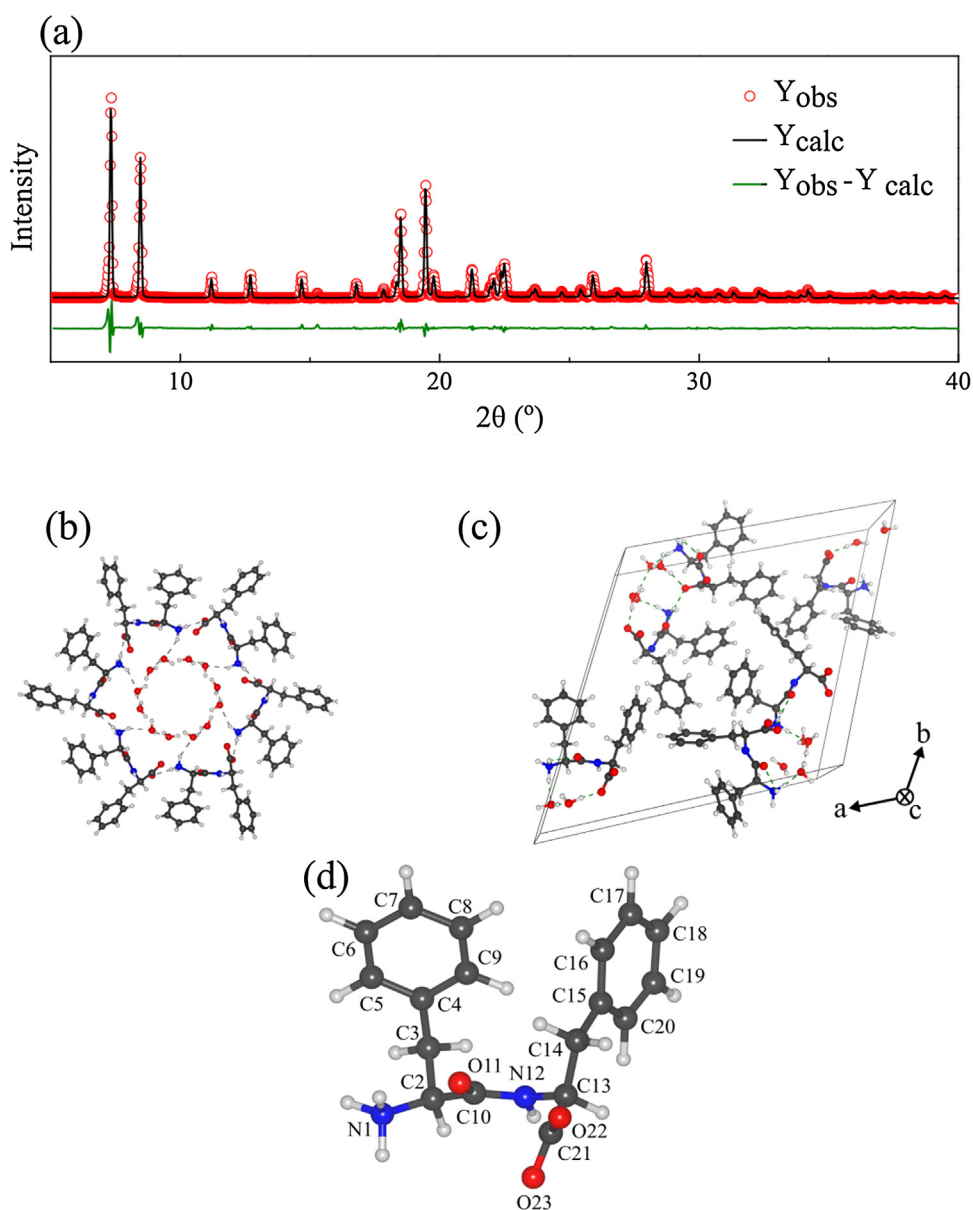 (a)
Intensity
Yobs
Ycalc
Yobs - Y calc
10 20 30 40
2θ (º)
(b)
(c)
b
a
c
(d)
C17
C7
C8
C18
C6
C16
C9
C19
C5
C15
C4
C20
C3
C14
O11
N12
C13
C2
O22
C10
N1
C21
O23